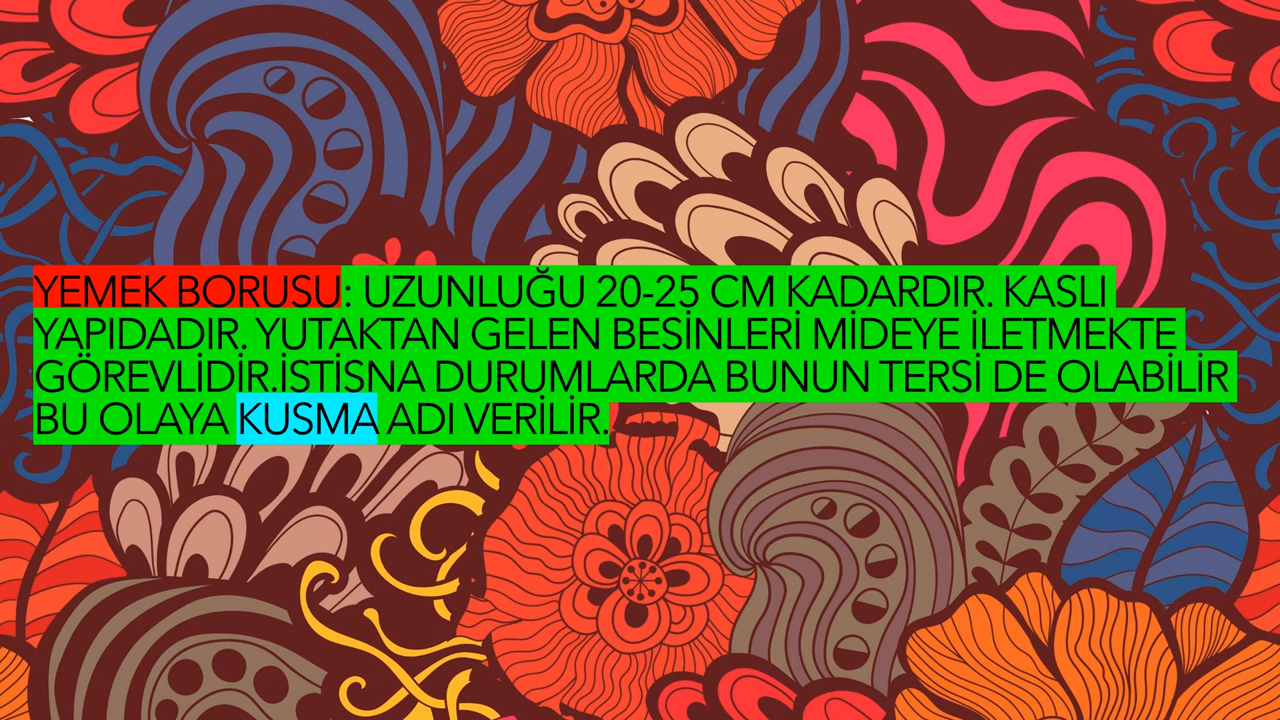 YEMEK BORUSU: UZUNLUĞU 20-25 CM KADARDIR. KASLI
YAPIDADIR. YUTAKTAN GELEN BESİNLERİ MİDEYE İLETMEKTE
GÖREVLİDİR.İSTİSNA DURUMLARDA BUNUN TERSİ DE OLABİLİR
BU OLAYA KUSMA ADI VERİLİR.